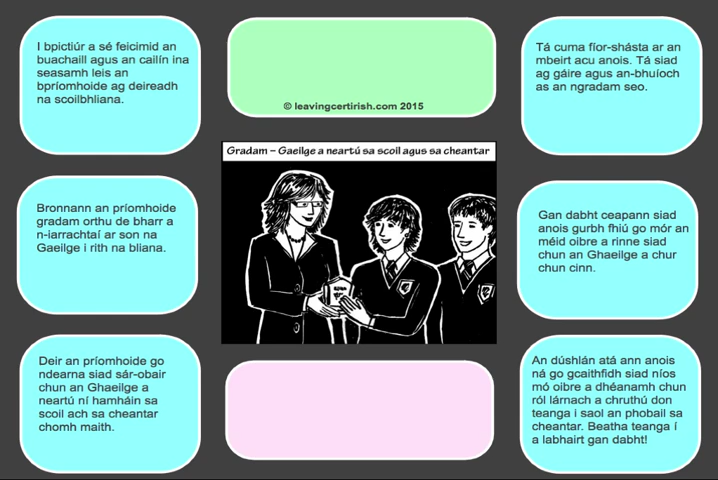 I bpictiúr a sé feicimid an
buachaill agus an cailín ina
seasamh leis an
bpríomhoide ag deireadh
na scoilbhliana.
Bronnann an príomhoide
gradam orthu de bharr a
n-iarrachtaí ar son na
Gaeilge i rith na bliana.
Deir an príomhoide go
ndearna siad sár-obair
chun an Ghaeilge a
neartú ní hamháin sa
scoil ach sa cheantar
chomh maith.
© leavingcertirish.com 2015
Gradam – Gaeilge a neartú sa scoil agus sa cheantar
Tá cuma fíor-shásta ar an
mbeirt acu anois. Tá siad
ag gáire agus an-bhuíoch
as an ngradam seo.
Gan dabht ceapann siad
anois gurbh fhiú go mór an
méid oibre a rinne siad
chun an Ghaeilge a chur
chun cinn.
An dúshlán atá ann anois
ná go gcaithfidh siad níos
mó oibre a dhéanamh chun
ról lárnach a chruthú don
teanga i saol an phobail sa
cheantar. Beatha teanga í
a labhairt gan dabht!